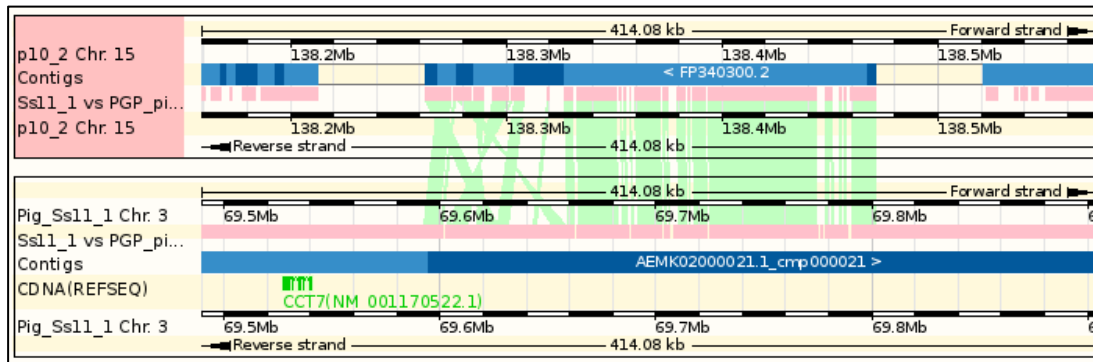 414.08 kb Forward strand
p10_2 Chr. 15 138.2Mb 138.3Mb 138.4Mb 138.5Mb
Contigs < FP340300.2
Ss11_1 vs PGP_pi...
p10_2 Chr. 15 138.2Mb 138.3Mb 138.4Mb 138.5Mb
Reverse strand 414.08 kb
414.08 kb Forward strand
Pig_Ss11_1 Chr. 3 69.5Mb 69.6Mb 69.7Mb 69.8Mb 6
Ss11_1 vs PGP_pi...
Contigs AEMK02000021.1_cmp000021 >
CDNA(REFSEQ)
CCT7(NM_001170522.1)
Pig_Ss11_1 Chr. 3 69.5Mb 69.6Mb 69.7Mb 69.8Mb 6
Reverse strand 414.08 kb